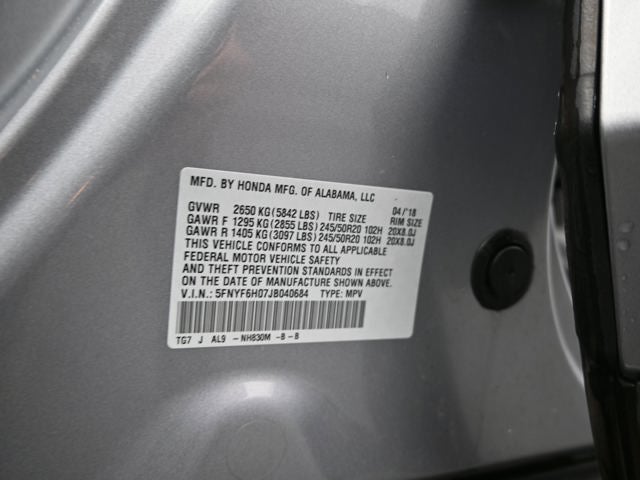 MFD. BY HONDA MFG. OF ALABAMA, LLC
04/'18
GVWR 2650 KG(5842 LBS) TIRE SIZE RIM SIZE
GAWR F 1295 KG (2855 LBS) 245/50R20 102H 20X8.0J
GAWR R 1405 KG(3097 LBS) 245/50R20 102H 20X8.0J
THIS VEHICLE CONFORMS TO ALL APPLICABLE
FEDERAL MOTOR VEHICLE SAFETY
AND THEFT PREVENTION STANDARDS IN EFFECT
ON THE DATE OF MANUFACTURE SHOWN ABOVE
V.I.N.: 5FNYF6H07JB040684 TYPE: MPV
TG7 J AL9 -NH830M -B -B